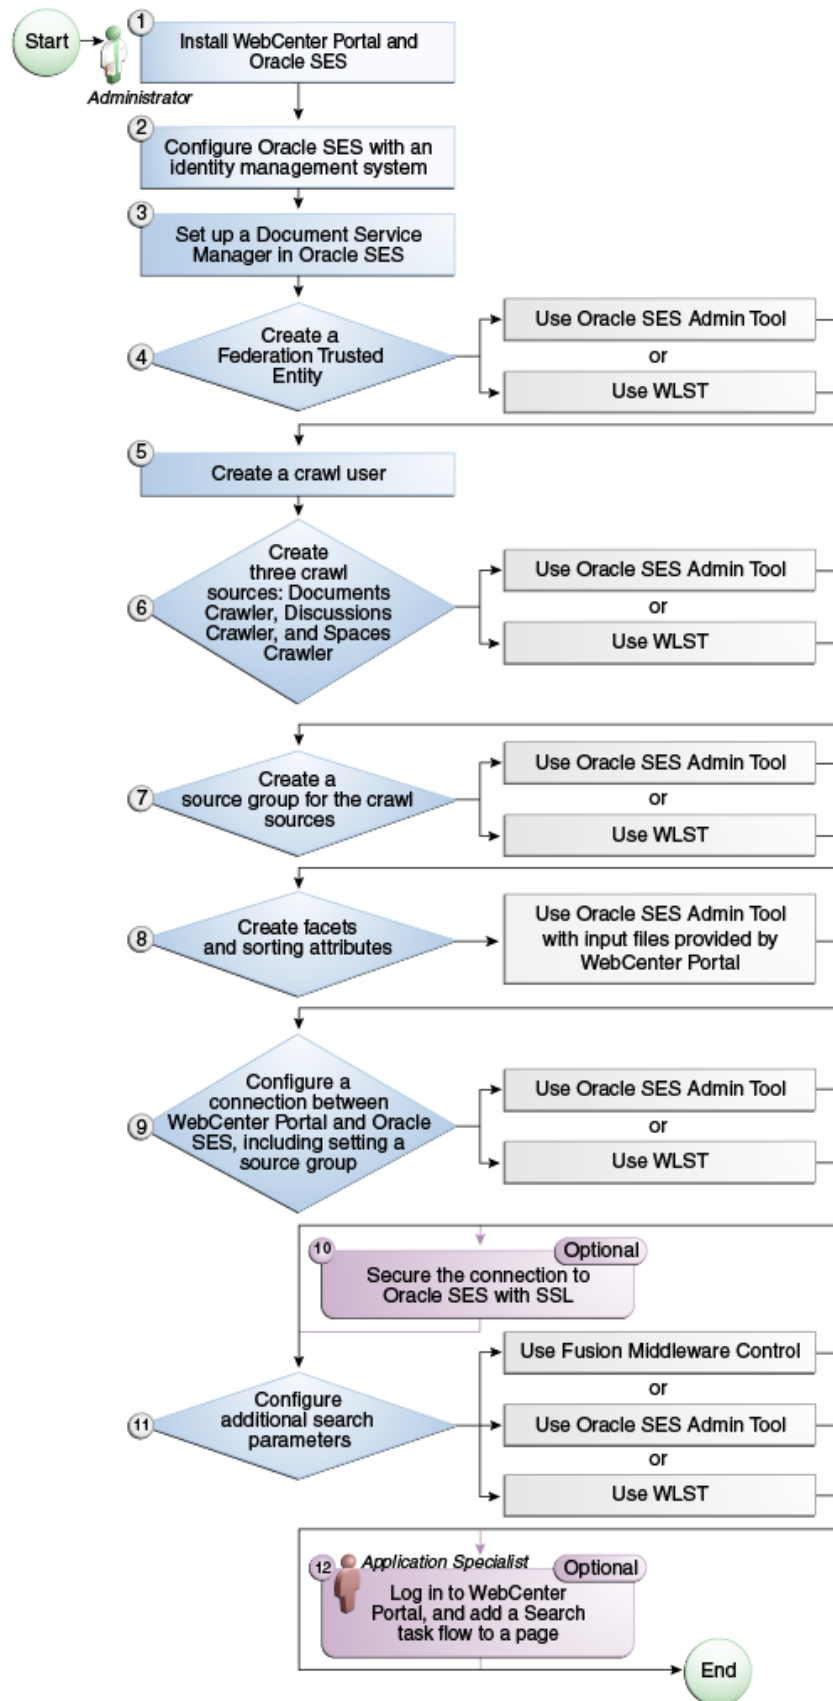 Start
1
Install WebCenter Portal and
Oracle SES
Administrator
2
Configure Oracle SES with an
identity management system
3
Set up a Document Service
Manager in Oracle SES
4
Create a
Federation Trusted
Entity
Use Oracle SES Admin Tool
or
Use WLST
5
Create a crawl user
6
Create
three crawl
sources: Documents
Crawler, Discussions
Crawler, and Spaces
Crawler
Use Oracle SES Admin Tool
or
Use WLST
7
Create a
source group for the crawl
sources
Use Oracle SES Admin Tool
or
Use WLST
8
Create facets
and sorting attributes
Use Oracle SES Admin Tool
with input files provided by
WebCenter Portal
9
Configure a
connection between
WebCenter Portal and Oracle
SES, including setting a
source group
Use Oracle SES Admin Tool
or
Use WLST
10
Optional
Secure the connection to
Oracle SES with SSL
11
Configure
additional search
parameters
Use Fusion Middleware Control
or
Use Oracle SES Admin Tool
or
Use WLST
12
Application Specialist
Optional
Log in to WebCenter
Portal, and add a Search
task flow to a page
End